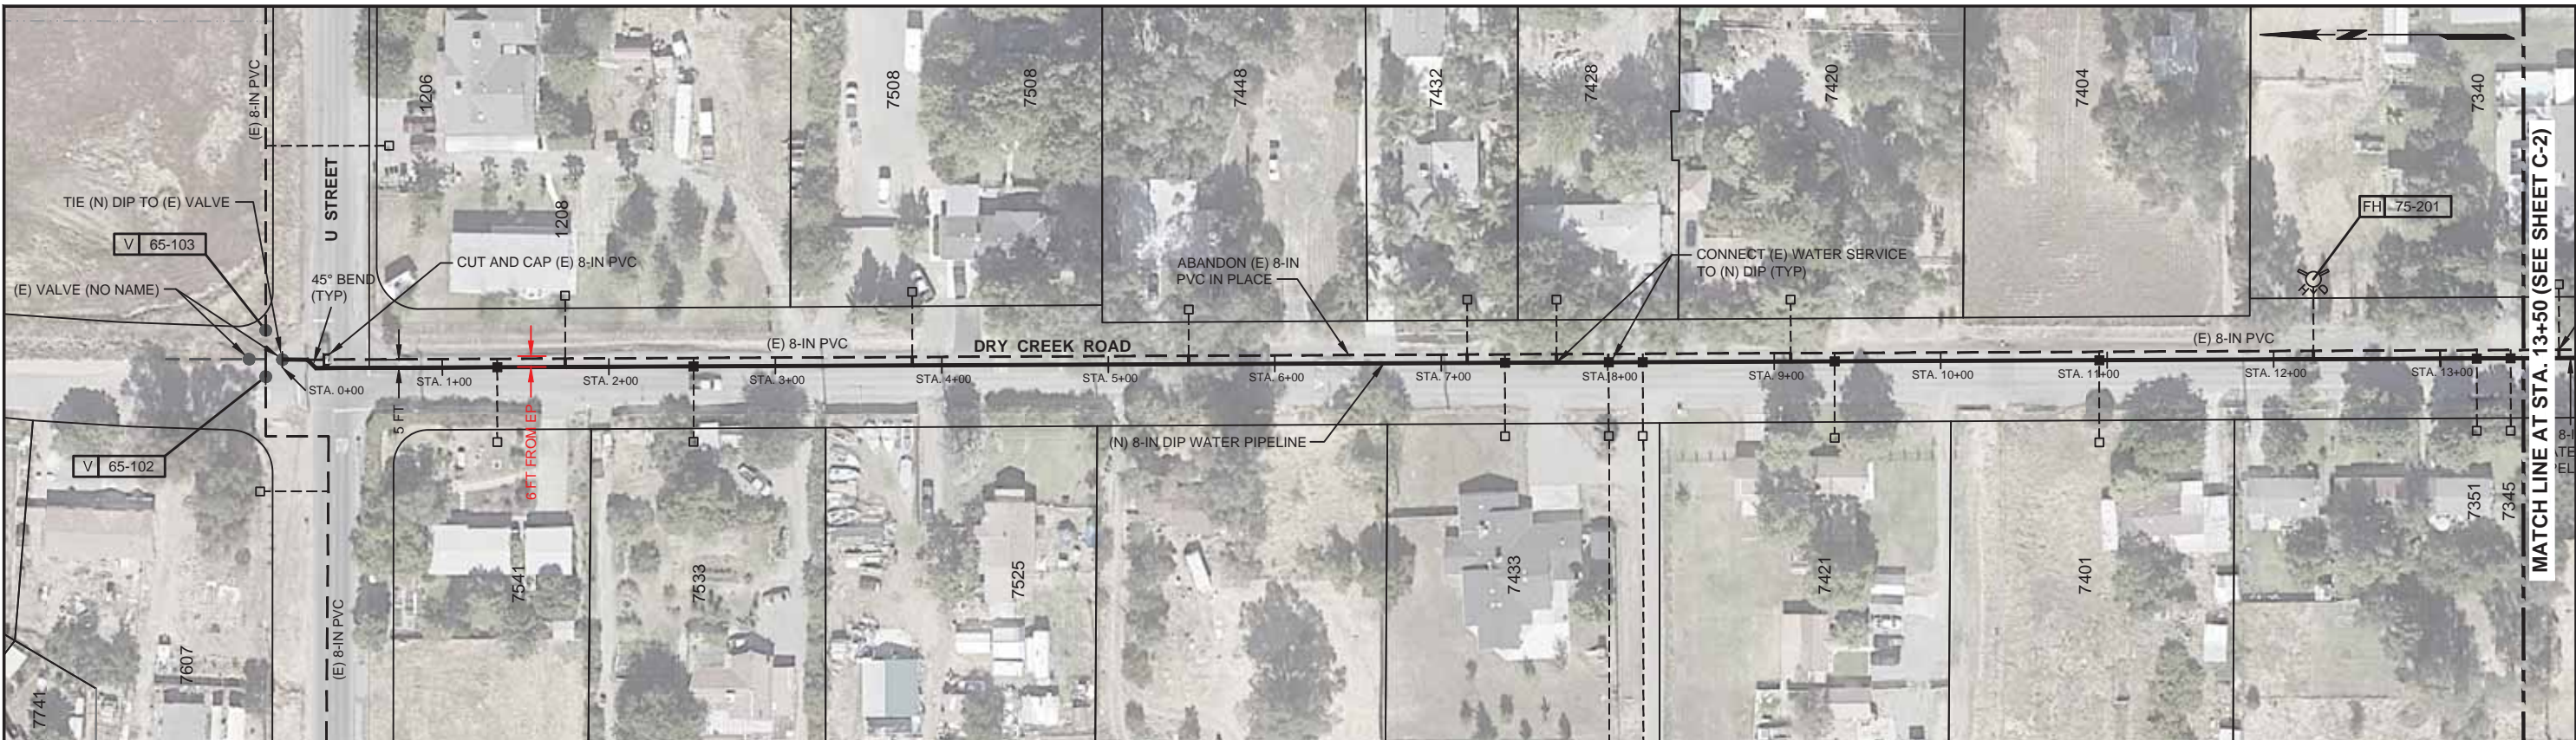 (E) 8-IN PVC
1206
7508
7508
7448
7432
7428
7420
7404
7340
TIE (N) DIP TO (E) VALVE
V 65-103
(E) VALVE (NO NAME)
U STREET
45° BEND
(TYP)
CUT AND CAP (E) 8-IN PVC
1208
ABANDON (E) 8-IN
PVC IN PLACE
CONNECT (E) WATER SERVICE
TO (N) DIP (TYP)
FH 75-201
HYD
MATCH LINE AT STA. 13+50 (SEE SHEET C-2)
(E) 8-IN PVC
DRY CREEK ROAD
(E) 8-IN PVC
STA. 0+00
STA. 1+00
STA. 2+00
STA. 3+00
STA. 4+00
STA. 5+00
STA. 6+00
STA. 7+00
STA. 8+00
STA. 9+00
STA. 10+00
STA. 11+00
STA. 12+00
STA. 13+00
5 FT
6 FT FROM EP
(N) 8-IN DIP WATER PIPELINE
V 65-102
(E) 8-IN PVC
7741
7607
7541
7533
7525
7433
7421
7401
7351
7345